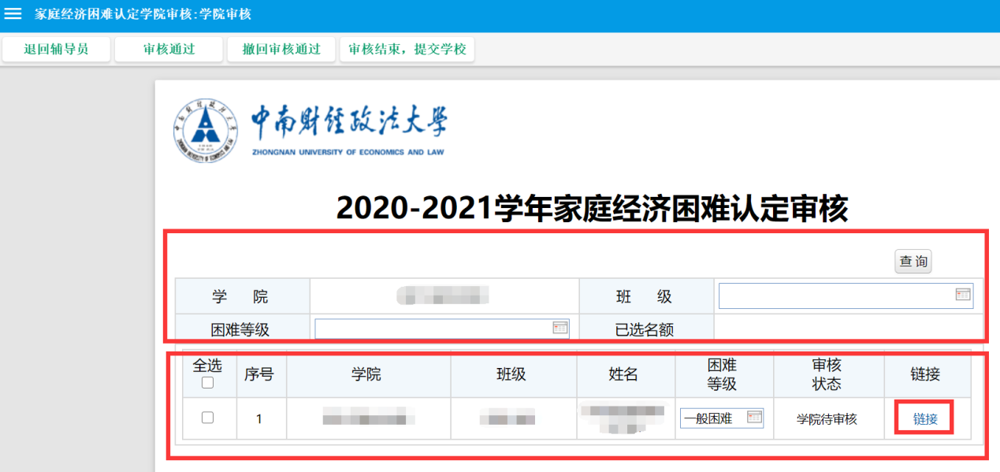 家庭经济困难认定学院审核:学院审核
退回辅导员 审核通过 撤回审核通过 审核结束，提交学校
中南财经政法大学
ZHONGNAN UNIVERSITY OF ECONOMICS AND LAW
2020-2021学年家庭经济困难认定审核
查 询
学 院 班 级
困难等级 已选名额
全选 序号 学院 班级 姓名 困难等级 审核状态 链接
1 一般困难 学院待审核 链接